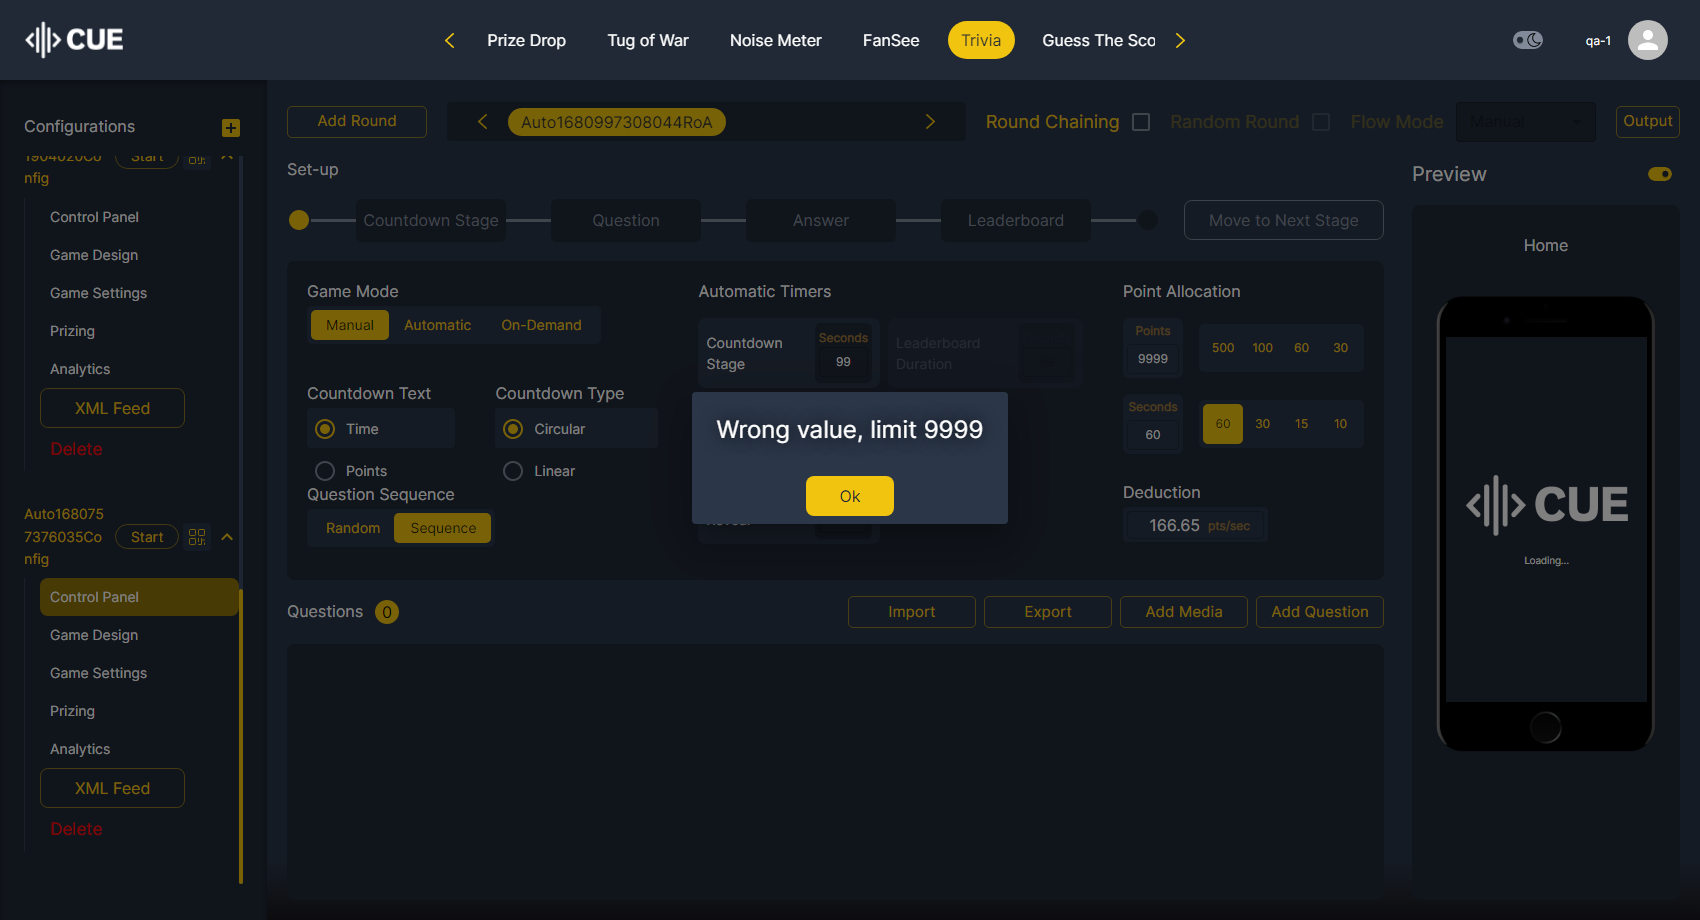 CUE
Prize Drop
Tug of War
Noise Meter
FanSee
Trivia
Guess The Sco
qa-1
Configurations
nfig
Start
Control Panel
Game Design
Game Settings
Prizing
Analytics
XML Feed
Delete
Auto168075
7376035Co
nfig
Start
Control Panel
Game Design
Game Settings
Prizing
Analytics
XML Feed
Delete
Add Round
Auto1680997308044RoA
Round Chaining
Random Round
Flow Mode
Manual
Output
Set-up
Countdown Stage
Question
Answer
Leaderboard
Move to Next Stage
Game Mode
Manual
Automatic
On-Demand
Countdown Text
Time
Points
Countdown Type
Circular
Linear
Question Sequence
Random
Sequence
Automatic Timers
Countdown
Stage
Seconds
99
Leaderboard
Duration
Wrong value, limit 9999
Ok
Point Allocation
Points
9999
500
100
60
30
Seconds
60
60
30
15
10
Deduction
166.65 pts/sec
Questions 0
Import
Export
Add Media
Add Question
Preview
Home
CUE
Loading...